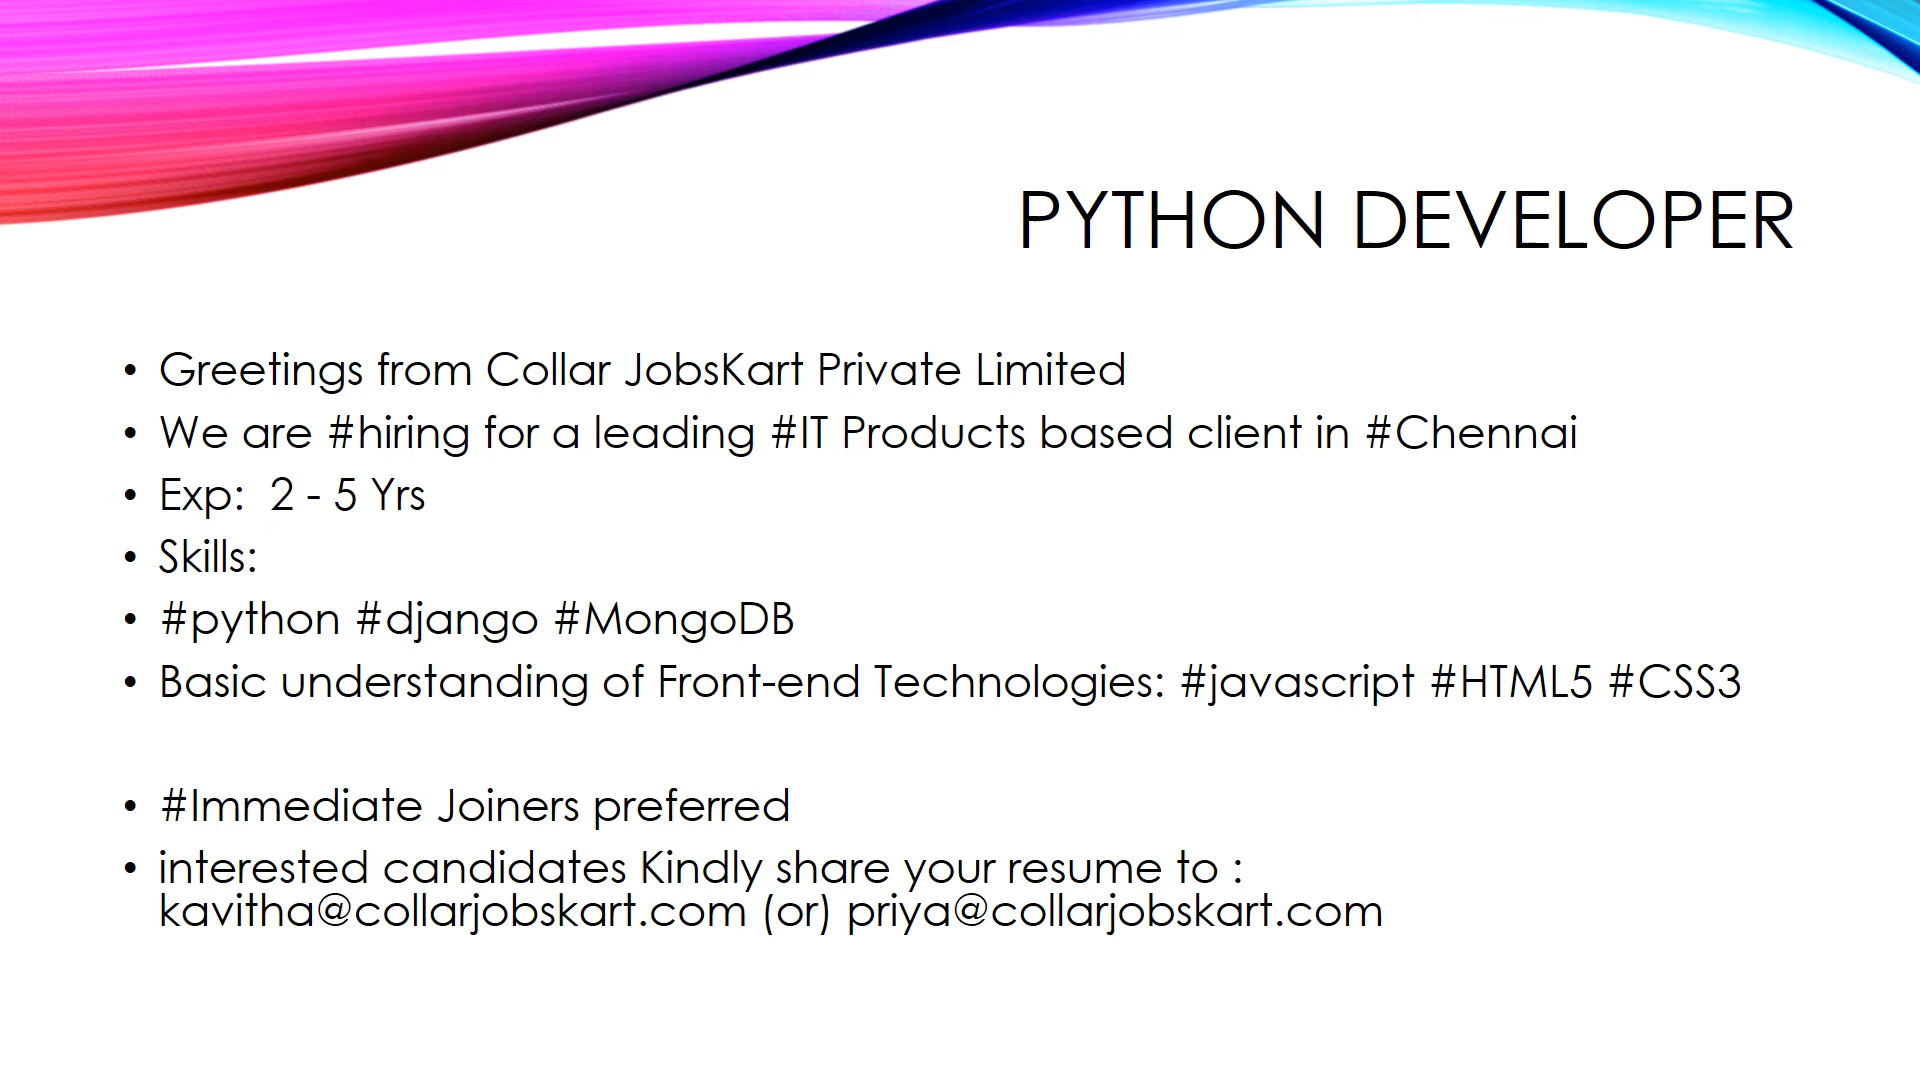 PYTHON DEVELOPER
• Greetings from Collar JobsKart Private Limited
• We are #hiring for a leading #IT Products based client in #Chennai
• Exp:  2 - 5 Yrs
• Skills:
• #python #django #MongoDB
• Basic understanding of Front-end Technologies: #javascript #HTML5 #CSS3
• #Immediate Joiners preferred
• interested candidates Kindly share your resume to :
kavitha@collarjobskart.com (or) priya@collarjobskart.com